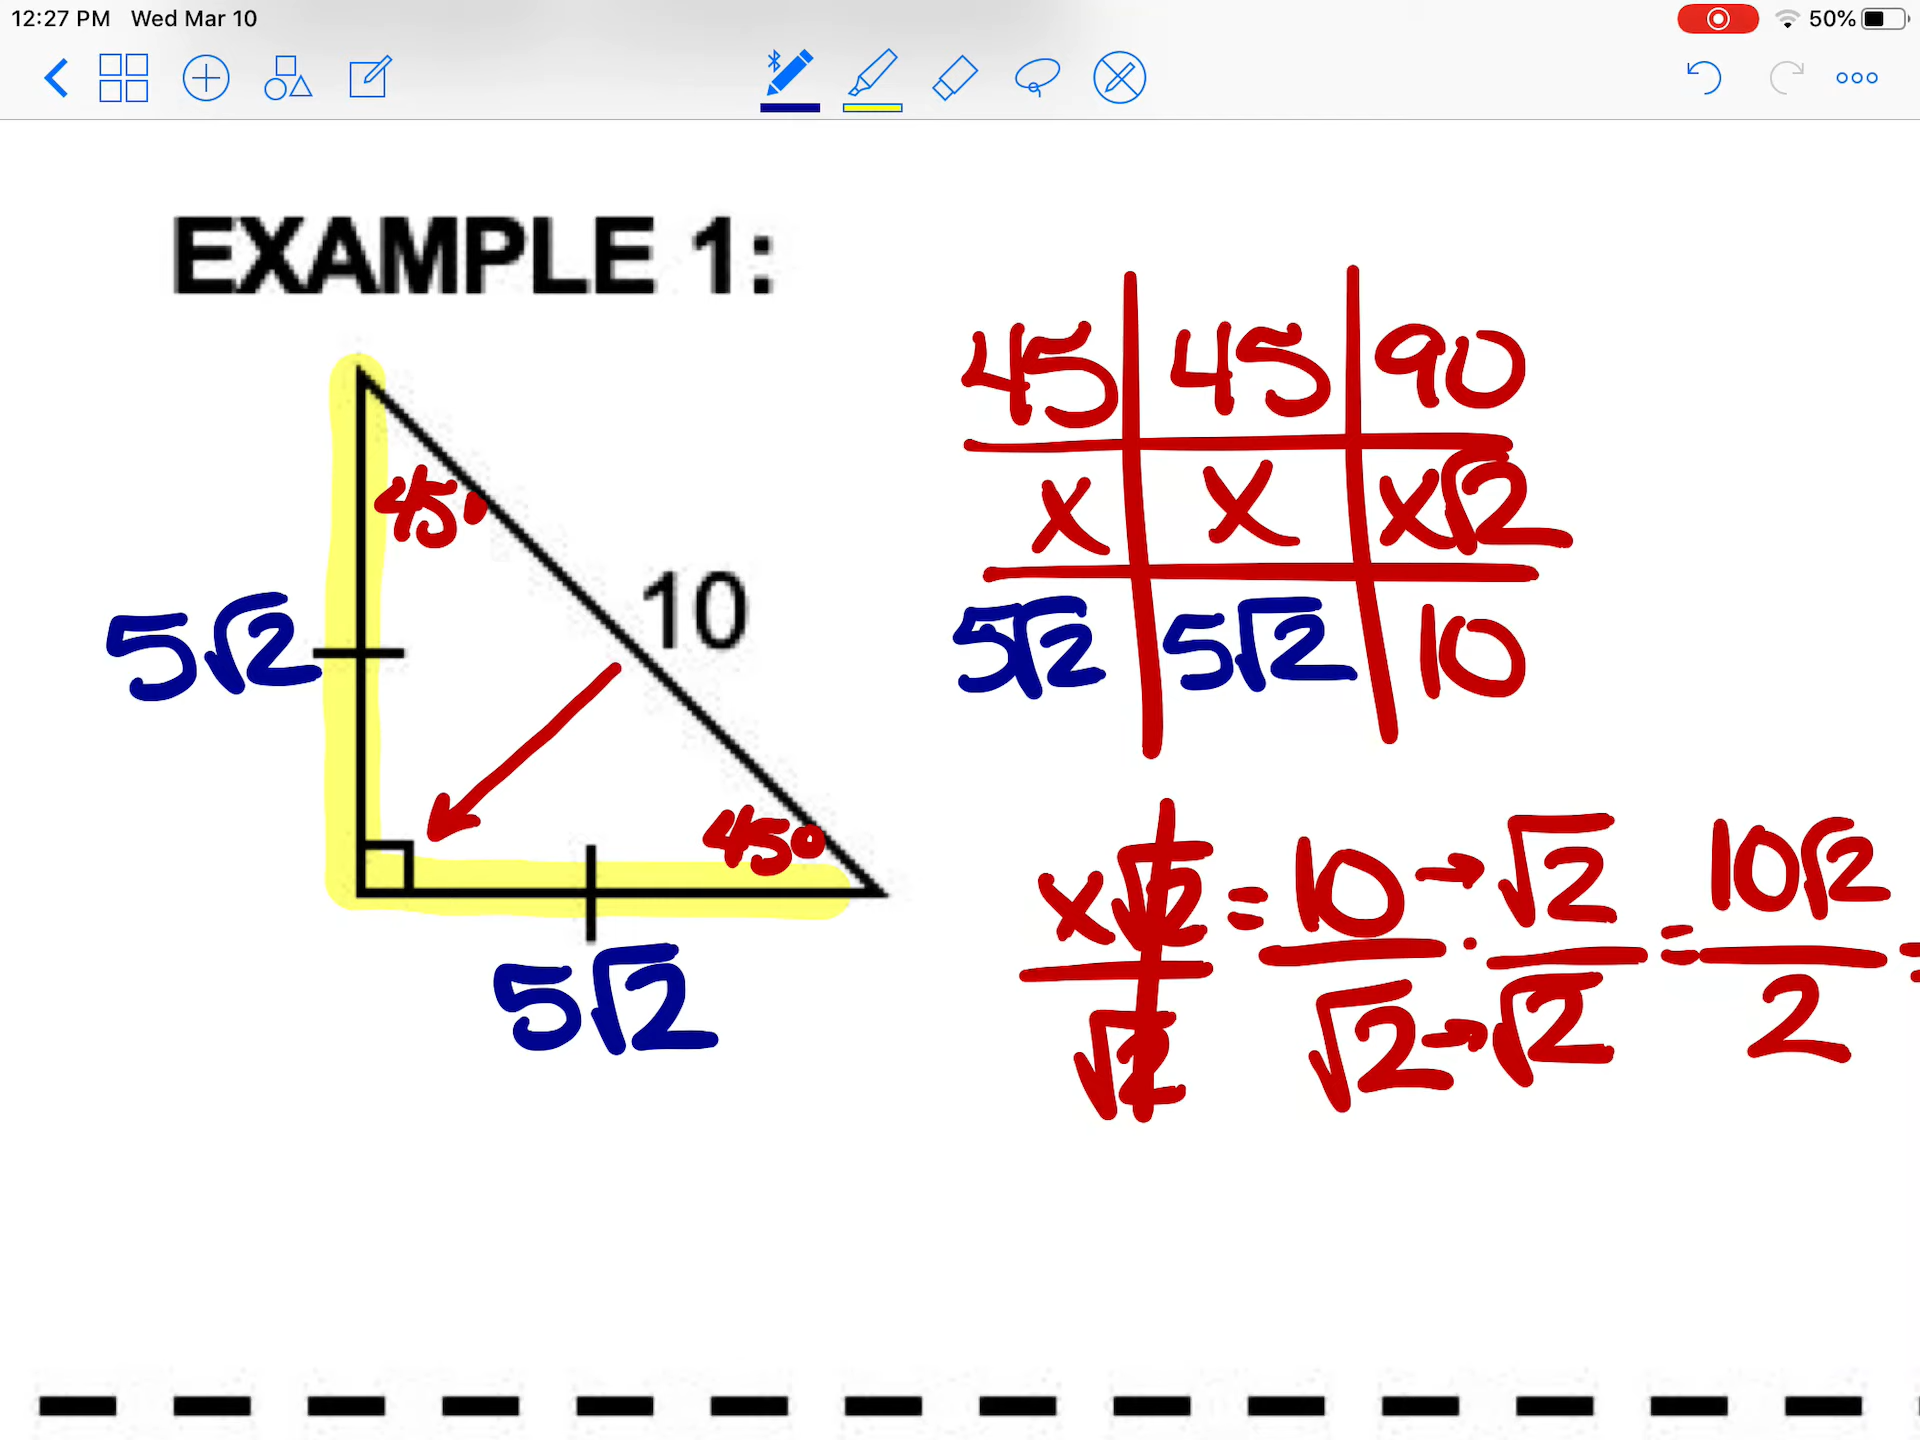 12:27 PM Wed Mar 10 50%
EXAMPLE 1:
45 45 90
x x x√2
5√2 5√2 10
45°
10
5√2
45°
5√2
x√2/√2 = 10/√2 → · √2/√2 → = 10√2/2 =